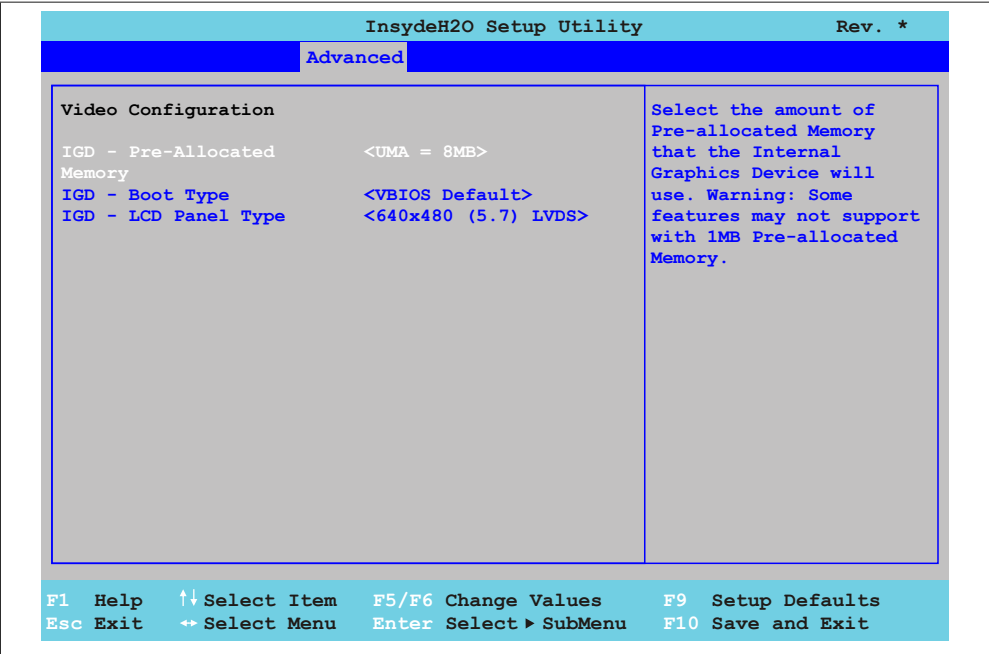 InsydeH2O Setup Utility Rev. *
Advanced
Video Configuration
IGD - Pre-Allocated Memory <UMA = 8MB>
IGD - Boot Type <VBIOS Default>
IGD - LCD Panel Type <640x480 (5.7) LVDS>
Select the amount of
Pre-allocated Memory
that the Internal
Graphics Device will
use. Warning: Some
features may not support
with 1MB Pre-allocated
Memory.
F1 Help ↑↓ Select Item F5/F6 Change Values F9 Setup Defaults
Esc Exit ↔ Select Menu Enter Select ▶ SubMenu F10 Save and Exit